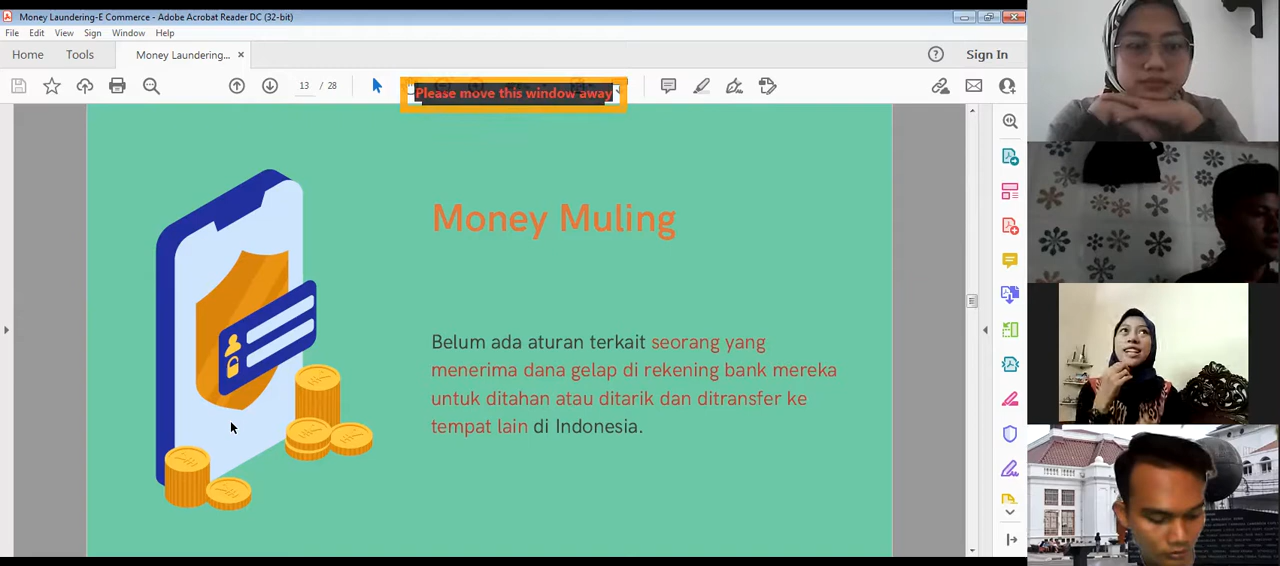 Money Laundering-E Commerce - Adobe Acrobat Reader DC (32-bit)
File Edit View Sign Window Help
Home Tools Money Laundering... × Sign In
13 / 28
Please move this window away
Money Muling
Belum ada aturan terkait seorang yang
menerima dana gelap di rekening bank mereka
untuk ditahan atau ditarik dan ditransfer ke
tempat lain di Indonesia.